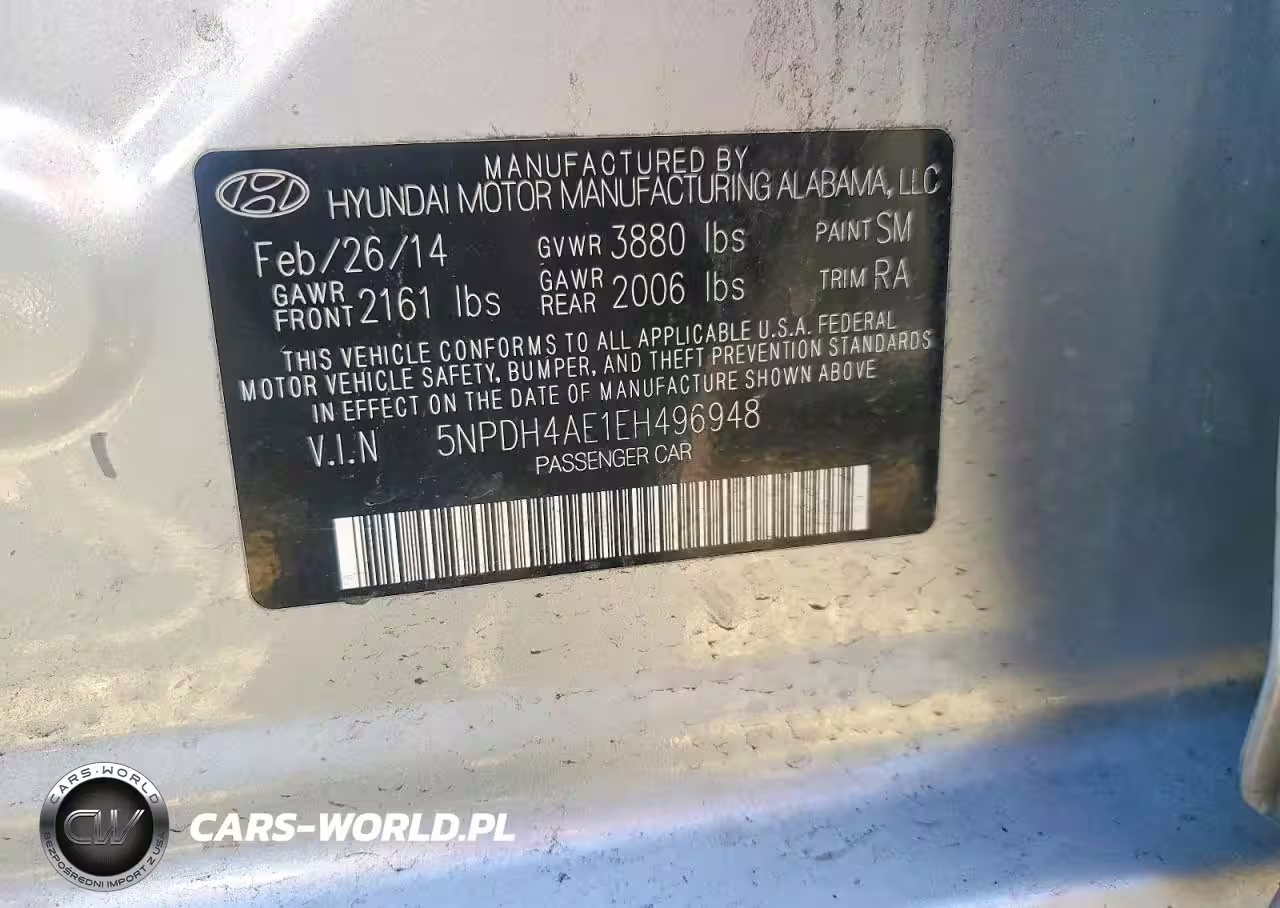 MANUFACTURED BY
HYUNDAI MOTOR MANUFACTURING ALABAMA, LLC
Feb/26/14 GVWR 3880 lbs PAINT SM
GAWR FRONT 2161 lbs GAWR REAR 2006 lbs TRIM RA
THIS VEHICLE CONFORMS TO ALL APPLICABLE U.S.A. FEDERAL
MOTOR VEHICLE SAFETY, BUMPER, AND THEFT PREVENTION STANDARDS
IN EFFECT ON THE DATE OF MANUFACTURE SHOWN ABOVE
V.I.N 5NPDH4AE1EH496948
PASSENGER CAR
CARS-WORLD
CW
BEZPOŚREDNI IMPORT Z USA
CARS-WORLD.PL